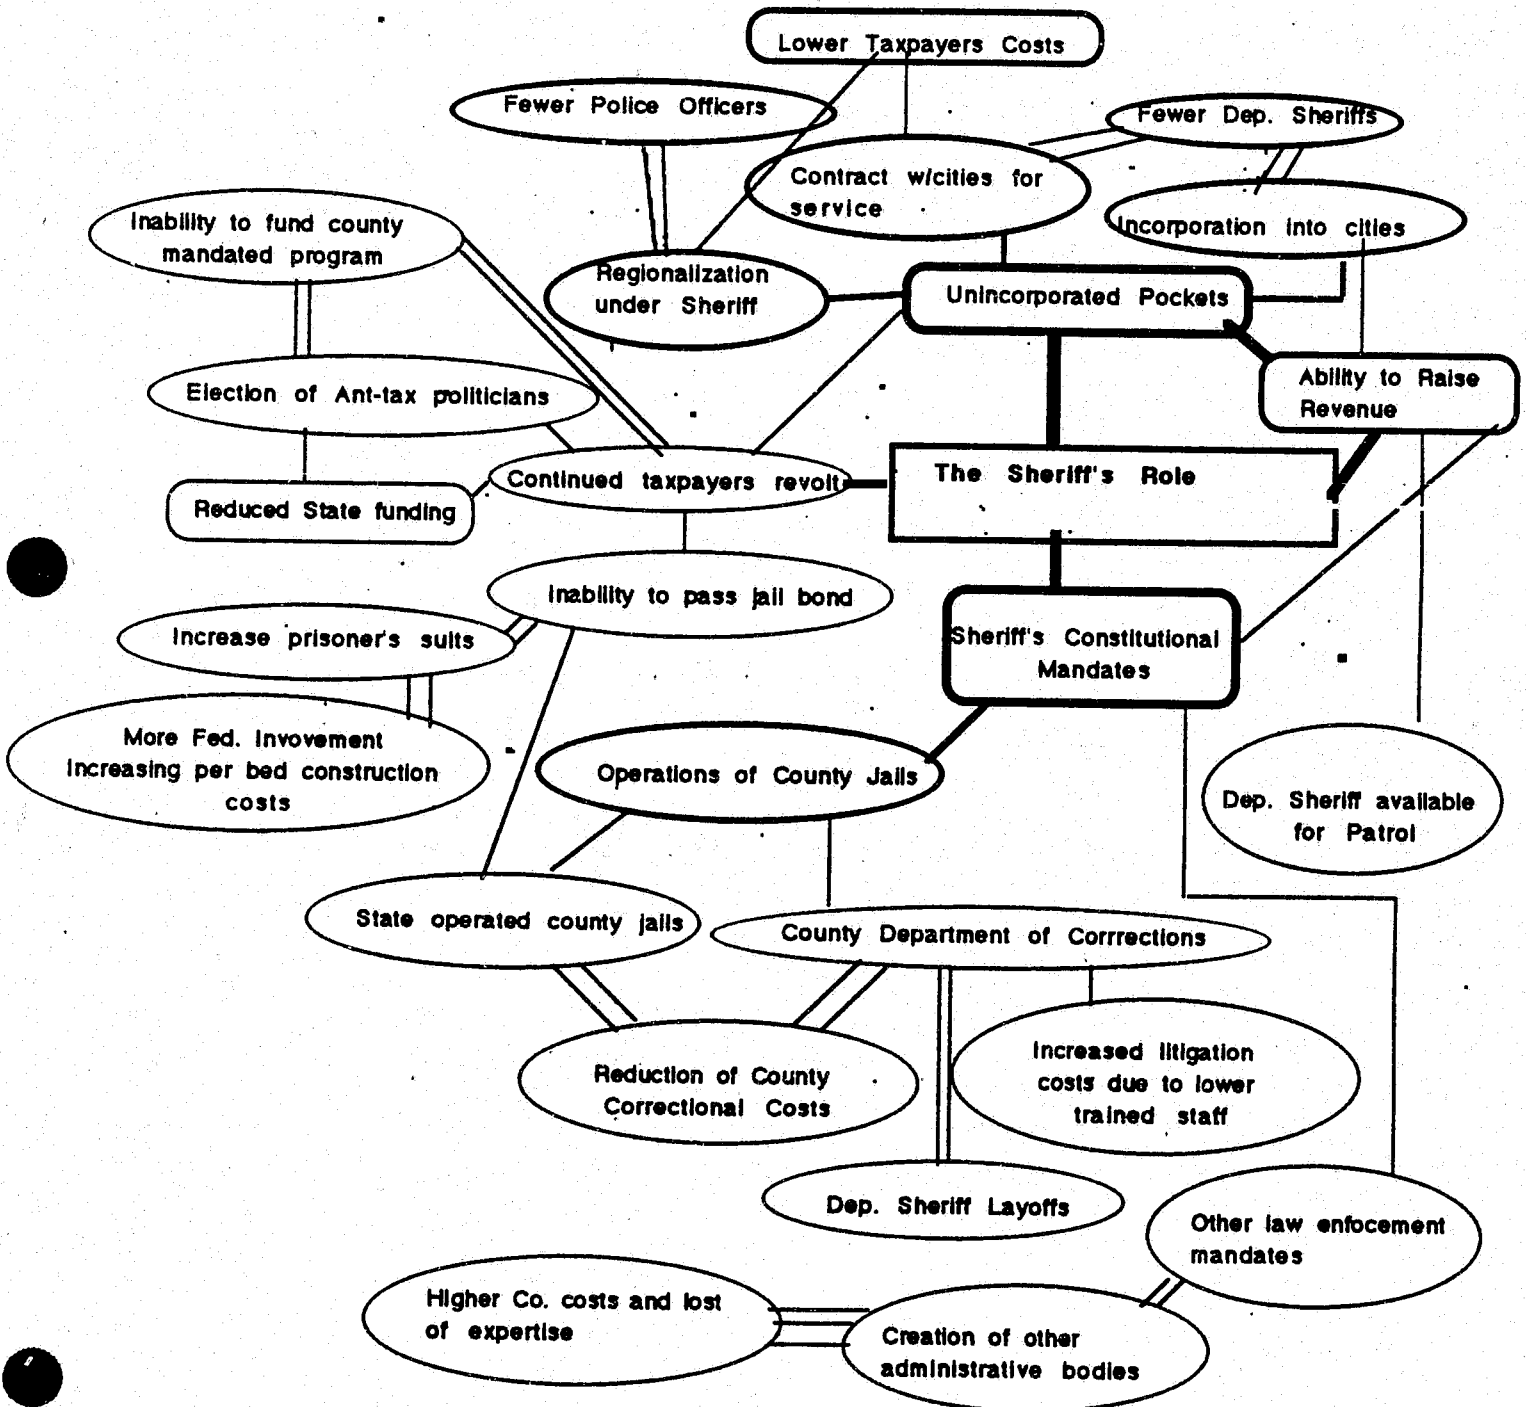 Lower Taxpayers Costs
Fewer Police Officers
Fewer Dep. Sheriffs
Contract w/cities for
service
Inability to fund county
mandated program
Incorporation into cities
Regionalization
under Sheriff
Unincorporated Pockets
Election of Ant-tax politicians
Ability to Raise
Revenue
Continued taxpayers revolt
The Sheriff's Role
Reduced State funding
Inability to pass jail bond
Increase prisoner's suits
Sheriff's Constitutional
Mandates
More Fed. Invovement
Increasing per bed construction
costs
Operations of County Jails
Dep. Sheriff available
for Patrol
State operated county jails
County Department of Corrrections
Increased litigation
costs due to lower
trained staff
Reduction of County
Correctional Costs
Dep. Sheriff Layoffs
Other law enfocement
mandates
Higher Co. costs and lost
of expertise
Creation of other
administrative bodies